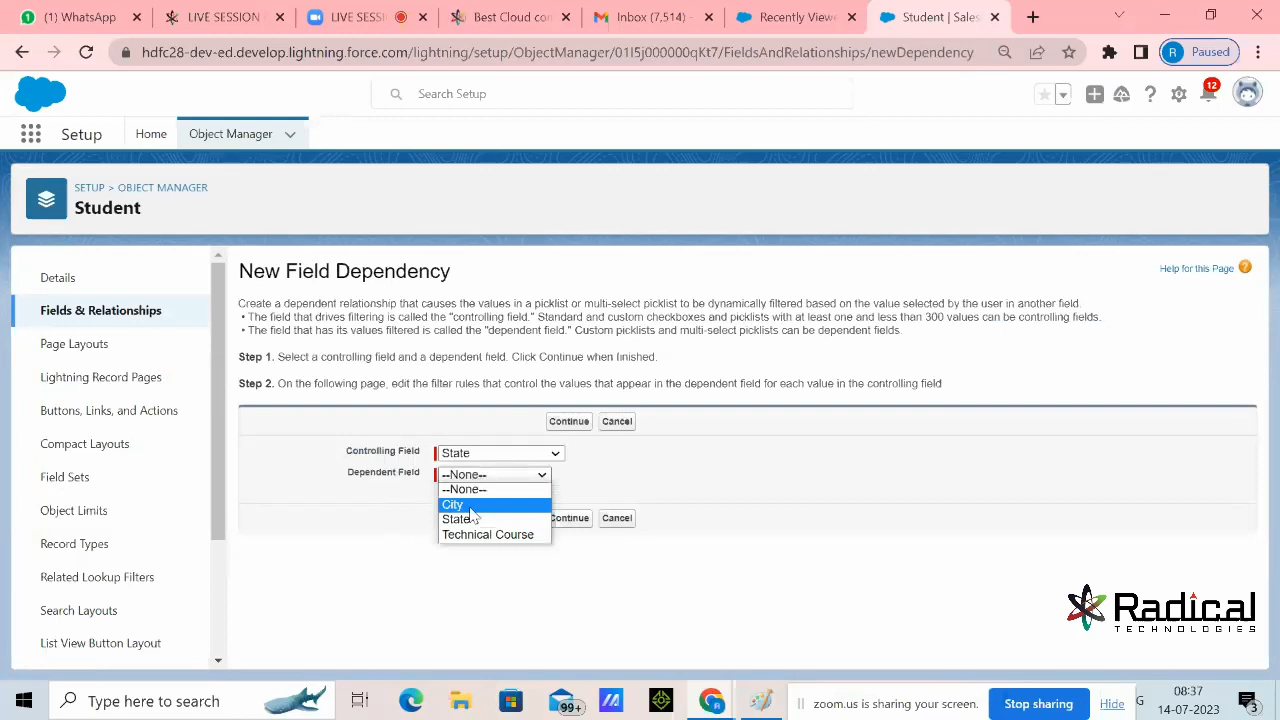 (1) WhatsApp
LIVE SESSION
LIVE SESSI
Best Cloud con
Inbox (7,514) -
Recently View
Student | Sales
hdfc28-dev-ed.develop.lightning.force.com/lightning/setup/ObjectManager/01I5j000000qKt7/FieldsAndRelationships/newDependency
R Paused
Search Setup
12
Setup
Home
Object Manager
SETUP > OBJECT MANAGER
Student
Details
Fields & Relationships
Page Layouts
Lightning Record Pages
Buttons, Links, and Actions
Compact Layouts
Field Sets
Object Limits
Record Types
Related Lookup Filters
Search Layouts
List View Button Layout
New Field Dependency
Help for this Page ?
Create a dependent relationship that causes the values in a picklist or multi-select picklist to be dynamically filtered based on the value selected by the user in another field.
• The field that drives filtering is called the "controlling field." Standard and custom checkboxes and picklists with at least one and less than 300 values can be controlling fields.
• The field that has its values filtered is called the "dependent field." Custom picklists and multi-select picklists can be dependent fields.
Step 1. Select a controlling field and a dependent field. Click Continue when finished.
Step 2. On the following page, edit the filter rules that control the values that appear in the dependent field for each value in the controlling field
Continue Cancel
Controlling Field State
Dependent Field --None--
--None--
City
State
Technical Course
Continue Cancel
Radical
TECHNOLOGIES
Type here to search
99+
zoom.us is sharing your screen.
Stop sharing
Hide
G
08:37
14-07-2023
3